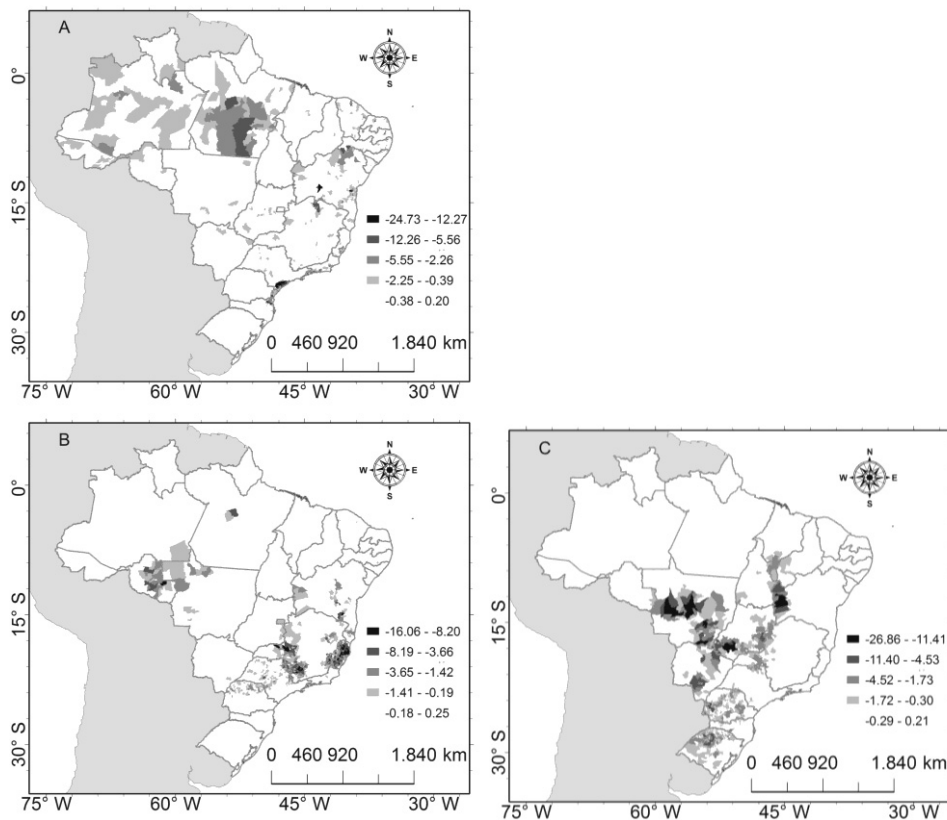 A
N
W E
S
0°
15° S
30° S
-24.73 - -12.27
-12.26 - -5.56
-5.55 - -2.26
-2.25 - -0.39
-0.38 - 0.20
0 460 920 1.840 km
75° W 60° W 45° W 30° W
B
N
W E
S
0°
15° S
30° S
-16.06 - -8.20
-8.19 - -3.66
-3.65 - -1.42
-1.41 - -0.19
-0.18 - 0.25
0 460 920 1.840 km
75° W 60° W 45° W 30° W
C
N
W E
S
0°
15° S
30° S
-26.86 - -11.41
-11.40 - -4.53
-4.52 - -1.73
-1.72 - -0.30
-0.29 - 0.21
0 460 920 1.840 km
75° W 60° W 45° W 30° W